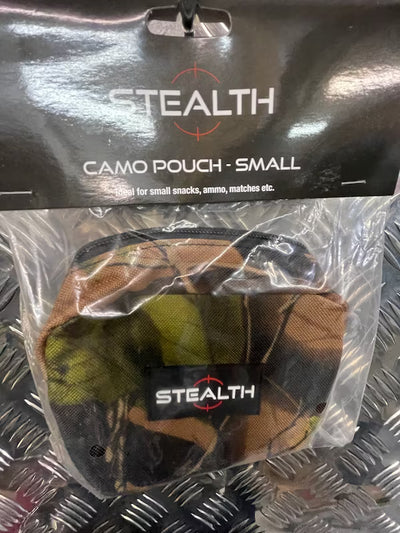 STEALTH
CAMO POUCH - SMALL
Ideal for small snacks, ammo, matches etc.
STEALTH